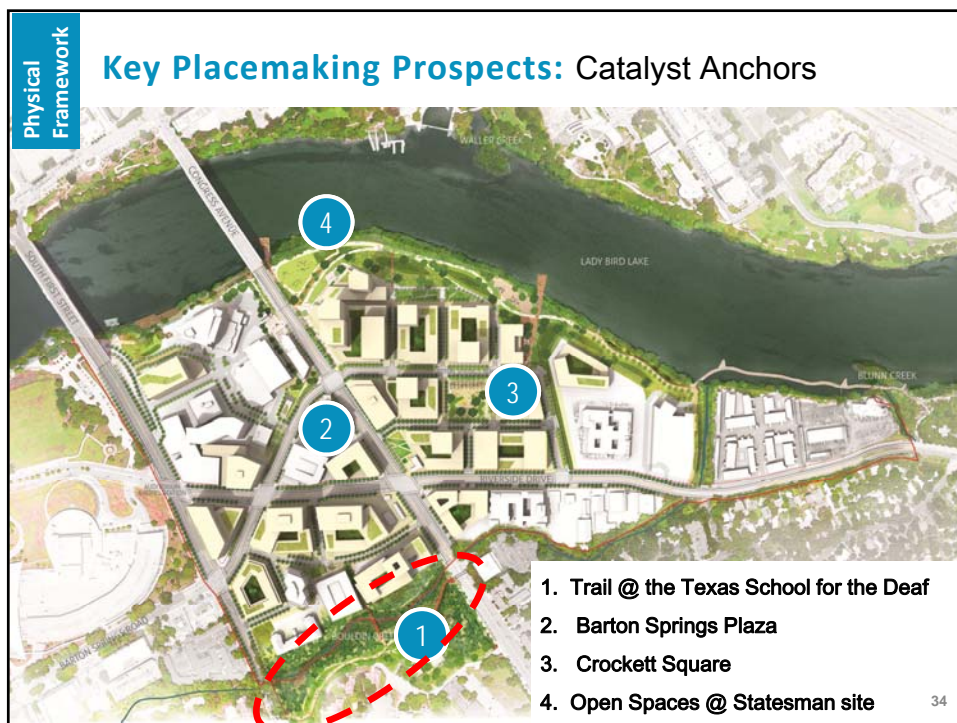 Physical
Framework
Key Placemaking Prospects: Catalyst Anchors
WALLER CREEK
CONGRESS AVENUE
4
SOUTH FIRST STREET
LADY BIRD LAKE
BLUNN CREEK
3
2
RIVERSIDE DRIVE
1
BARTON SPRINGS ROAD
1. Trail @ the Texas School for the Deaf
2. Barton Springs Plaza
3. Crockett Square
4. Open Spaces @ Statesman site
34